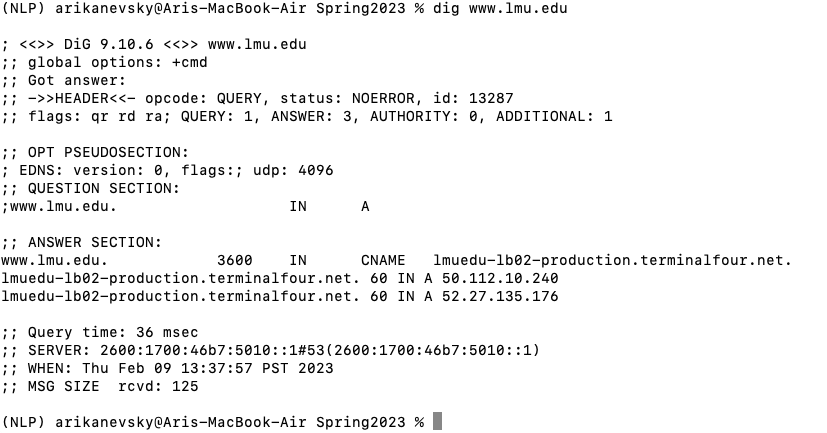 (NLP) arikanevsky@Aris-MacBook-Air Spring2023 % dig www.lmu.edu
; <<>> DiG 9.10.6 <<>> www.lmu.edu
;; global options: +cmd
;; Got answer:
;; ->>HEADER<<- opcode: QUERY, status: NOERROR, id: 13287
;; flags: qr rd ra; QUERY: 1, ANSWER: 3, AUTHORITY: 0, ADDITIONAL: 1
;; OPT PSEUDOSECTION:
; EDNS: version: 0, flags:; udp: 4096
;; QUESTION SECTION:
;www.lmu.edu. IN A
;; ANSWER SECTION:
www.lmu.edu. 3600 IN CNAME lmuedu-lb02-production.terminalfour.net.
lmuedu-lb02-production.terminalfour.net. 60 IN A 50.112.10.240
lmuedu-lb02-production.terminalfour.net. 60 IN A 52.27.135.176
;; Query time: 36 msec
;; SERVER: 2600:1700:46b7:5010::1#53(2600:1700:46b7:5010::1)
;; WHEN: Thu Feb 09 13:37:57 PST 2023
;; MSG SIZE  rcvd: 125
(NLP) arikanevsky@Aris-MacBook-Air Spring2023 %